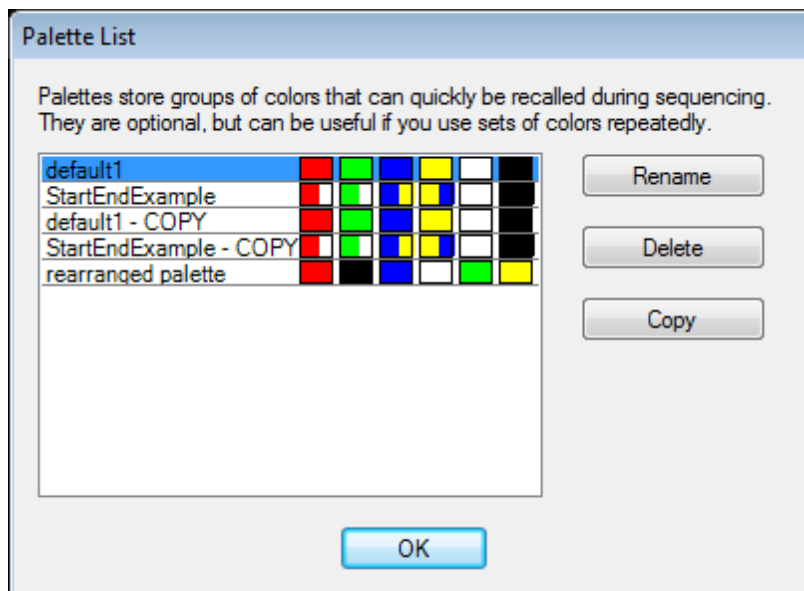 Palette List
Palettes store groups of colors that can quickly be recalled during sequencing.
They are optional, but can be useful if you use sets of colors repeatedly.
default1
StartEndExample
default1 - COPY
StartEndExample - COPY
rearranged palette
Rename
Delete
Copy
OK